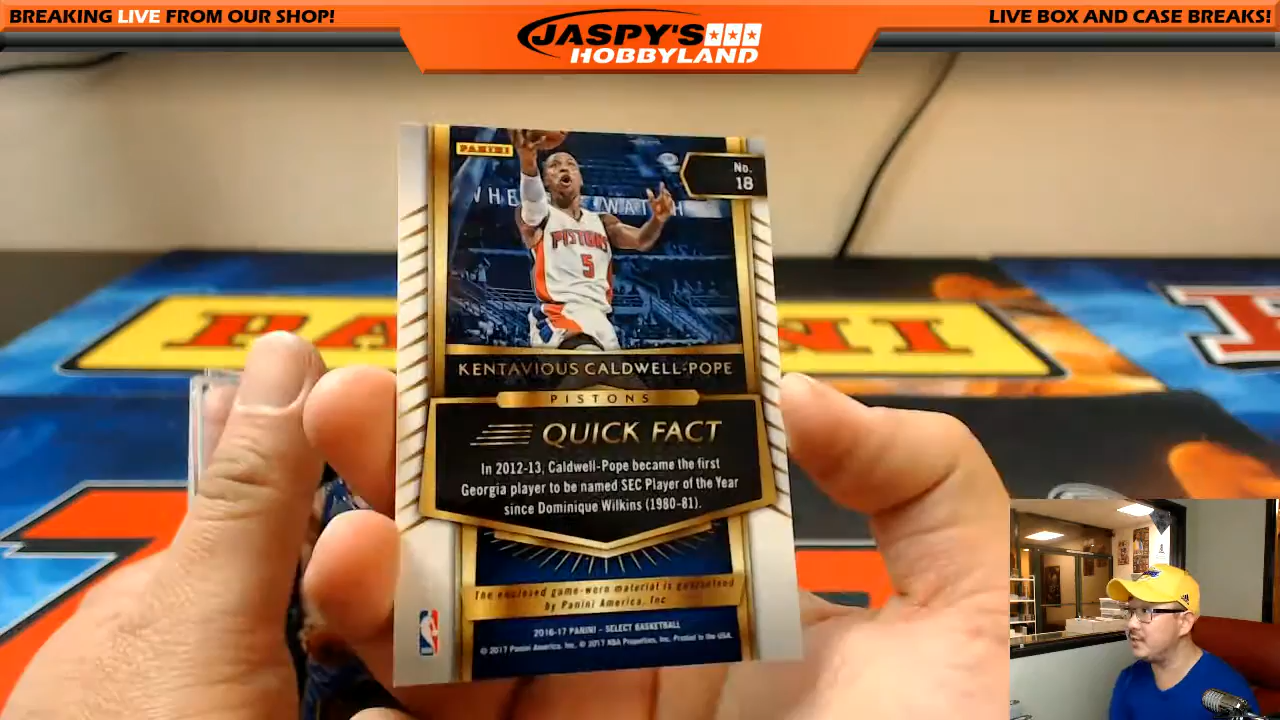 BREAKING LIVE FROM OUR SHOP!
JASPY'S
HOBBYLAND
LIVE BOX AND CASE BREAKS!
PANINI
No.
18
WHE WATCH
PISTONS
5
KENTAVIOUS CALDWELL-POPE
PISTONS
QUICK FACT
In 2012-13, Caldwell-Pope became the first
Georgia player to be named SEC Player of the Year
since Dominique Wilkins (1980-81).
The enclosed game-worn material is guaranteed
by Panini America, Inc
2016-17 PANINI - SELECT BASKETBALL
© 2017 Panini America, Inc. © 2017 NBA Properties, Inc. Printed in the USA.
PANINI